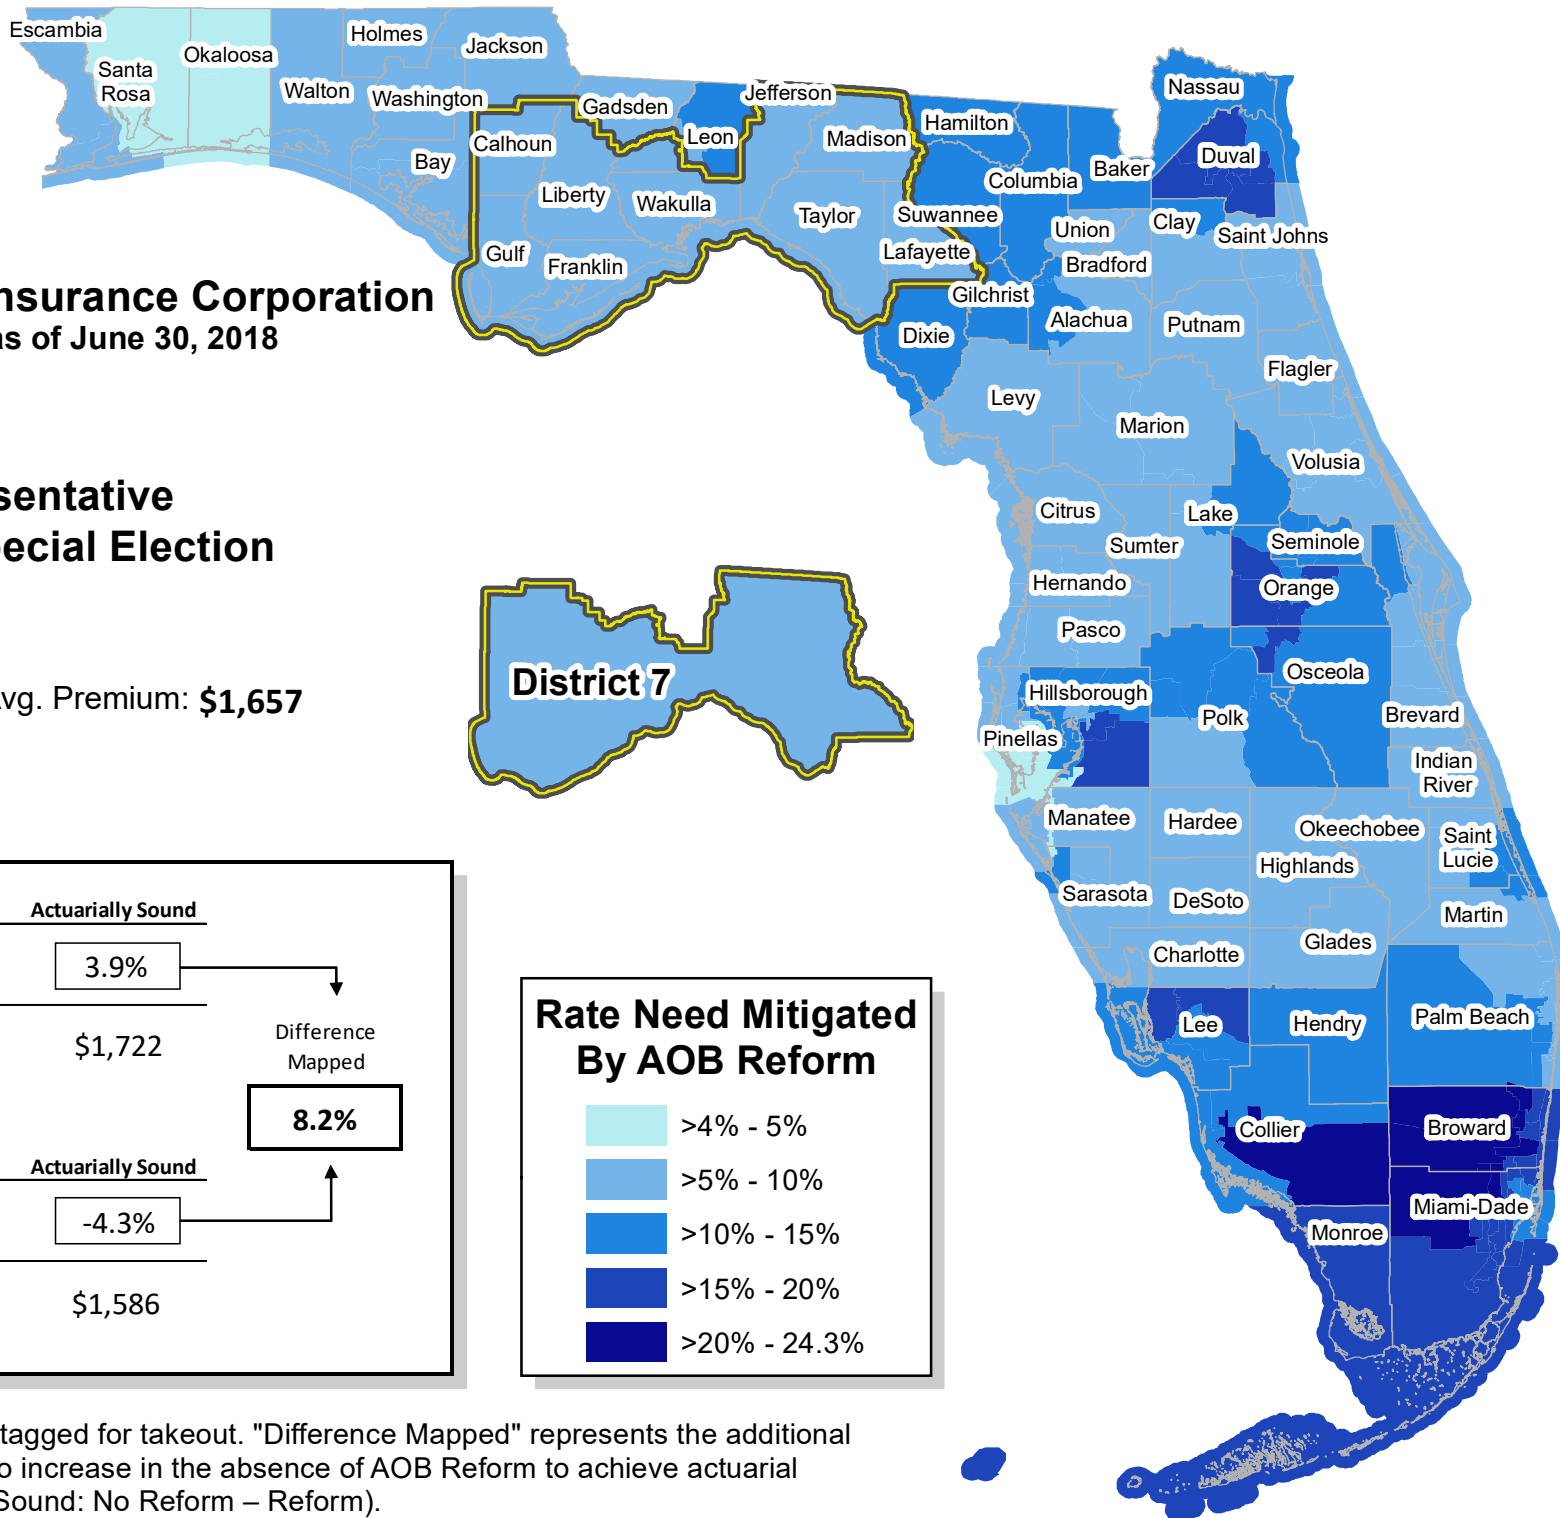 Escambia
Santa
Rosa
Okaloosa
Walton
Holmes
Washington
Jackson
Bay
Calhoun
Gulf
Liberty
Franklin
Gadsden
Wakulla
Leon
Jefferson
Madison
Taylor
Lafayette
Hamilton
Suwannee
Columbia
Baker
Nassau
Duval
Union
Bradford
Clay
Saint Johns
Gilchrist
Dixie
Alachua
Putnam
Flagler
Levy
Marion
Volusia
Citrus
Sumter
Lake
Seminole
Orange
Hernando
Pasco
Hillsborough
Pinellas
Polk
Osceola
Brevard
Indian
River
Manatee
Hardee
Okeechobee
Highlands
Saint
Lucie
Sarasota
DeSoto
Martin
Charlotte
Glades
Lee
Hendry
Palm Beach
Collier
Broward
Miami-Dade
Monroe
nsurance Corporation
as of June 30, 2018
sentative
pecial Election
vg. Premium: $1,657
District 7
Actuarially Sound
3.9%
$1,722
Difference
Mapped
8.2%
Actuarially Sound
-4.3%
$1,586
Rate Need Mitigated
By AOB Reform
>4% - 5%
>5% - 10%
>10% - 15%
>15% - 20%
>20% - 24.3%
tagged for takeout. "Difference Mapped" represents the additional
o increase in the absence of AOB Reform to achieve actuarial
Sound: No Reform – Reform).